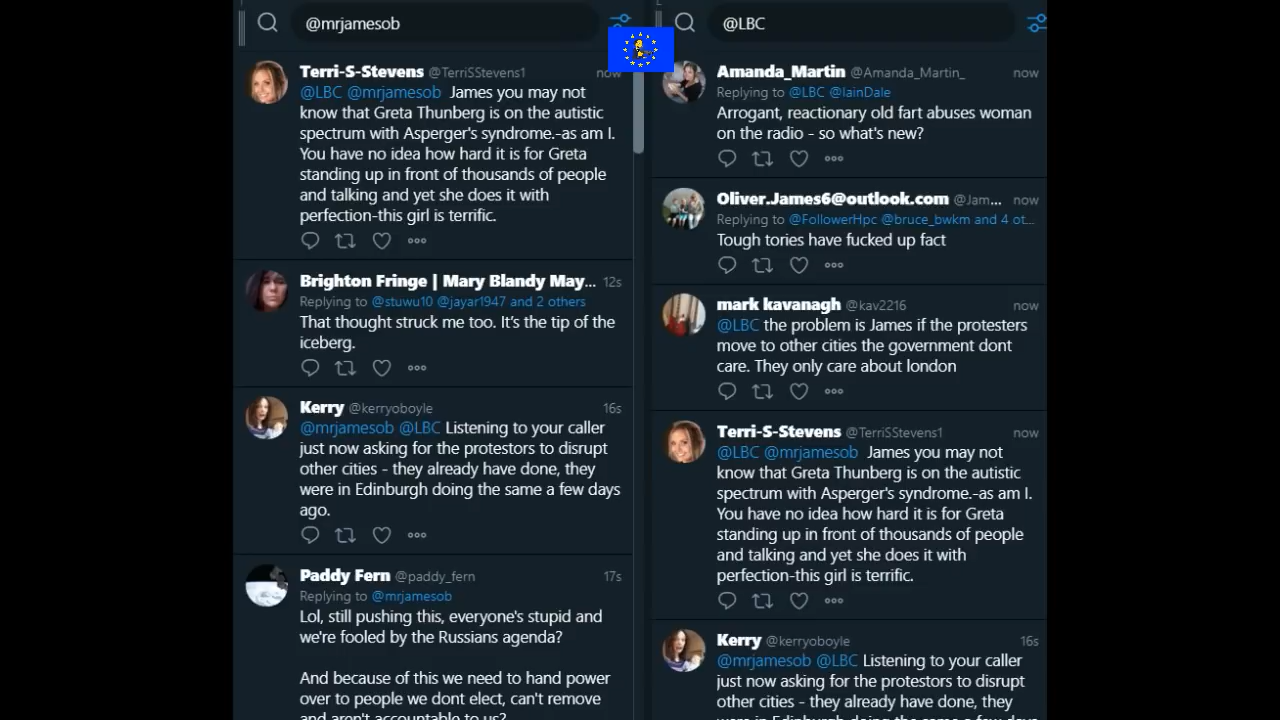 @mrjamesob
Terri-S-Stevens @TerriSStevens1 now
@LBC @mrjamesob James you may not
know that Greta Thunberg is on the autistic
spectrum with Asperger's syndrome.-as am I.
You have no idea how hard it is for Greta
standing up in front of thousands of people
and talking and yet she does it with
perfection-this girl is terrific.
Brighton Fringe | Mary Blandy May... 12s
Replying to @stuwu10 @jayar1947 and 2 others
That thought struck me too. It's the tip of the
iceberg.
Kerry @kerryoboyle 16s
@mrjamesob @LBC Listening to your caller
just now asking for the protestors to disrupt
other cities - they already have done, they
were in Edinburgh doing the same a few days
ago.
Paddy Fern @paddy_fern 17s
Replying to @mrjamesob
Lol, still pushing this, everyone's stupid and
we're fooled by the Russians agenda?
And because of this we need to hand power
over to people we dont elect, can't remove
and aren't accountable to us?
@LBC
Amanda_Martin @Amanda_Martin_ now
Replying to @LBC @IainDale
Arrogant, reactionary old fart abuses woman
on the radio - so what's new?
Oliver.James6@outlook.com @Jam... now
Replying to @FollowerHpc @bruce_bwkm and 4 ot...
Tough tories have fucked up fact
mark kavanagh @kav2216 now
@LBC the problem is James if the protesters
move to other cities the government dont
care. They only care about london
Terri-S-Stevens @TerriSStevens1 now
@LBC @mrjamesob James you may not
know that Greta Thunberg is on the autistic
spectrum with Asperger's syndrome.-as am I.
You have no idea how hard it is for Greta
standing up in front of thousands of people
and talking and yet she does it with
perfection-this girl is terrific.
Kerry @kerryoboyle 16s
@mrjamesob @LBC Listening to your caller
just now asking for the protestors to disrupt
other cities - they already have done, they
were in Edinburgh doing the same a few days